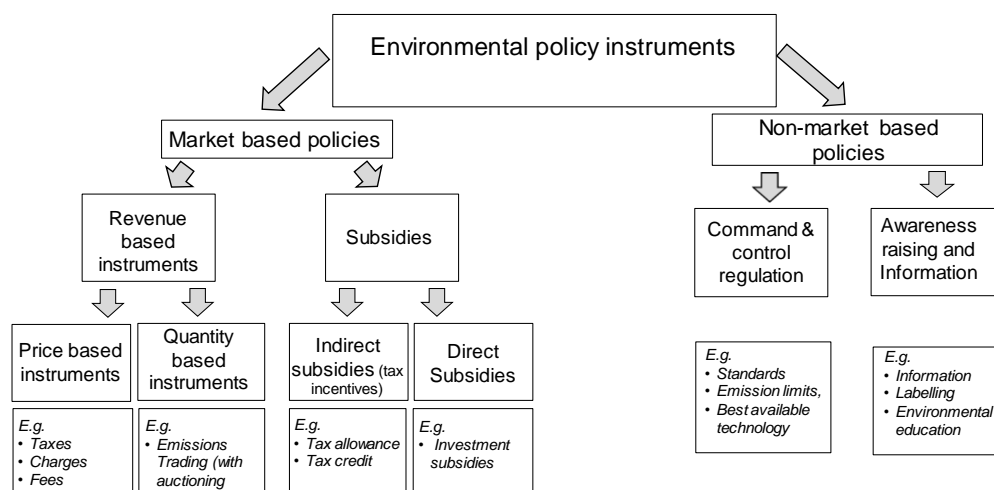 Environmental policy instruments
Market based policies
Non-market based
policies
Revenue
based
instruments
Subsidies
Command &
control
regulation
Awareness
raising and
Information
Price based
instruments
Quantity
based
instruments
Indirect
subsidies (tax
incentives)
Direct
Subsidies
E.g.
• Taxes
• Charges
• Fees
E.g.
• Emissions
Trading (with
auctioning
E.g.
• Tax allowance
• Tax credit
E.g.
• Investment
subsidies
E.g.
• Standards
• Emission limits,
• Best available
technology
E.g.
• Information
• Labelling
• Environmental
education